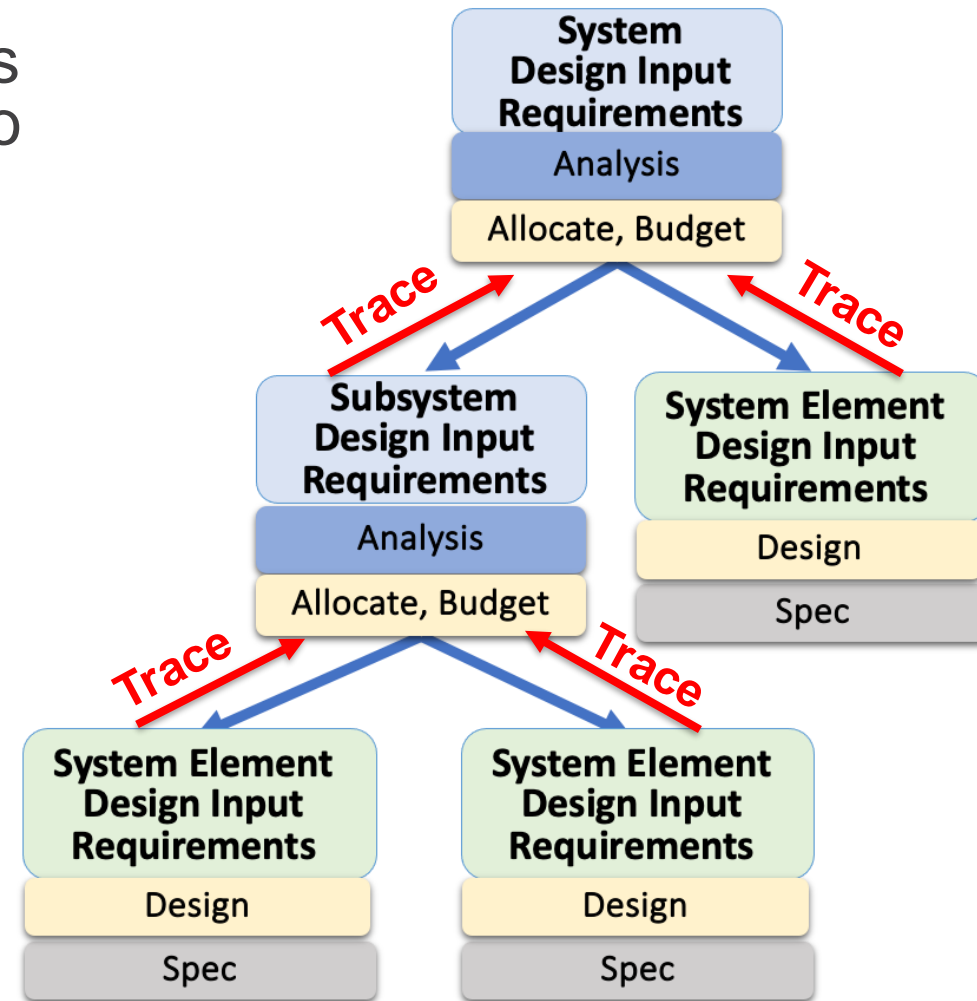 s
o
System
Design Input
Requirements
Analysis
Allocate, Budget
Trace
Trace
Subsystem
Design Input
Requirements
Analysis
Allocate, Budget
System Element
Design Input
Requirements
Design
Spec
Trace
Trace
System Element
Design Input
Requirements
Design
Spec
System Element
Design Input
Requirements
Design
Spec